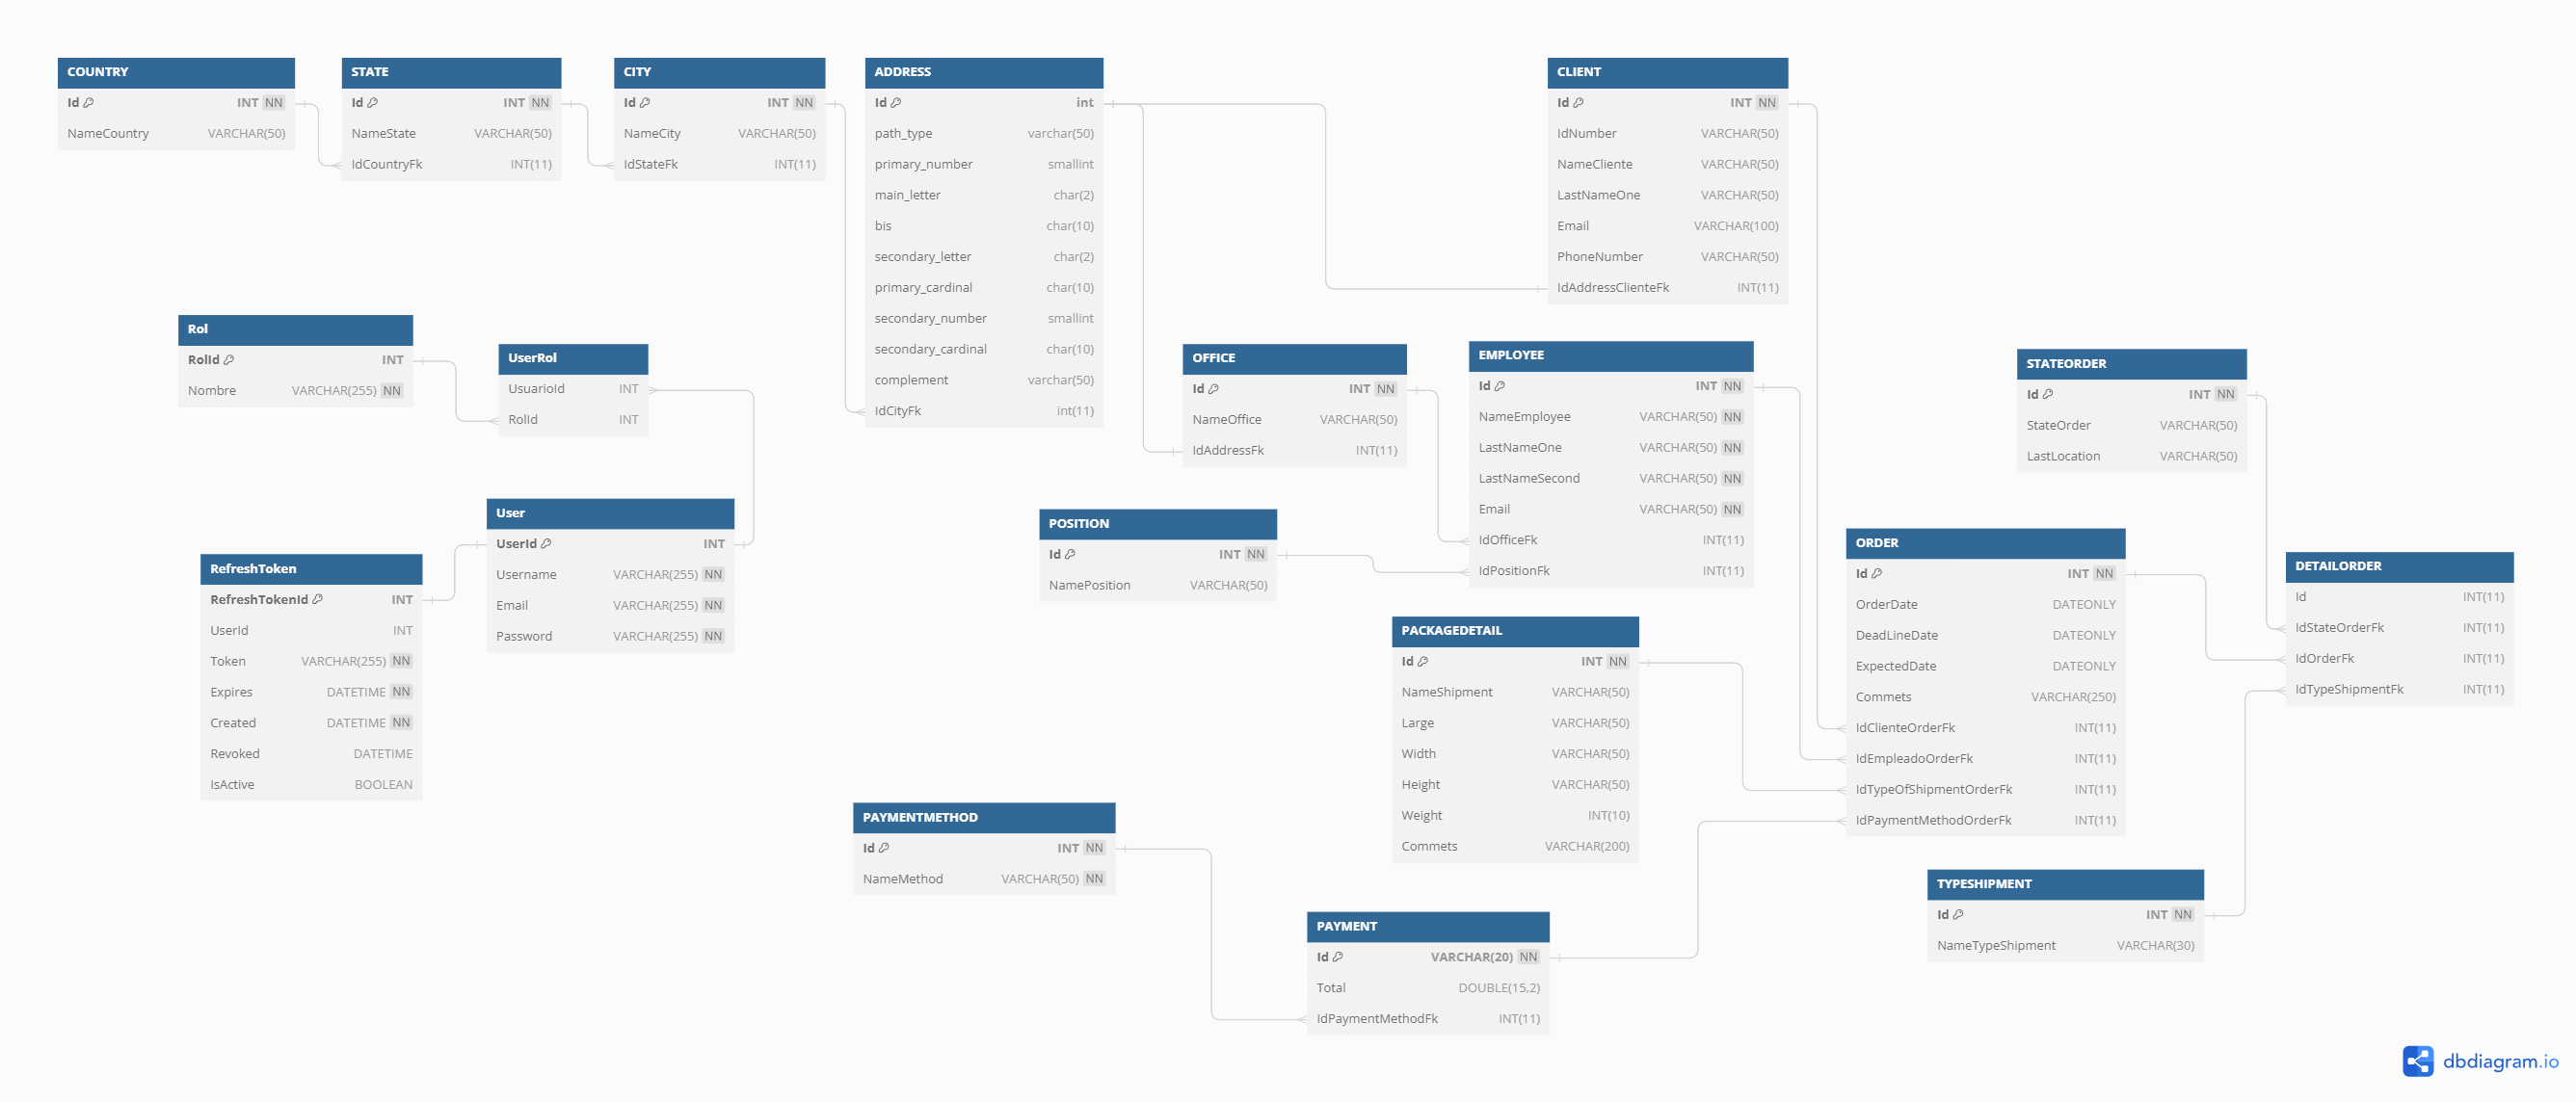 COUNTRY
Id INT NN
NameCountry VARCHAR(50)
STATE
Id INT NN
NameState VARCHAR(50)
IdCountryFk INT(11)
CITY
Id INT NN
NameCity VARCHAR(50)
IdStateFk INT(11)
ADDRESS
Id int
path_type varchar(50)
primary_number smallint
main_letter char(2)
bis char(10)
secondary_letter char(2)
primary_cardinal char(10)
secondary_number smallint
secondary_cardinal char(10)
complement varchar(50)
IdCityFk int(11)
CLIENT
Id INT NN
IdNumber VARCHAR(50)
NameCliente VARCHAR(50)
LastNameOne VARCHAR(50)
Email VARCHAR(100)
PhoneNumber VARCHAR(50)
IdAddressClienteFk INT(11)
Rol
RolId INT
Nombre VARCHAR(255) NN
UserRol
UsuarioId INT
RolId INT
OFFICE
Id INT NN
NameOffice VARCHAR(50)
IdAddressFk INT(11)
EMPLOYEE
Id INT NN
NameEmployee VARCHAR(50) NN
LastNameOne VARCHAR(50) NN
LastNameSecond VARCHAR(50) NN
Email VARCHAR(50) NN
IdOfficeFk INT(11)
IdPositionFk INT(11)
STATEORDER
Id INT NN
StateOrder VARCHAR(50)
LastLocation VARCHAR(50)
User
UserId INT
Username VARCHAR(255) NN
Email VARCHAR(255) NN
Password VARCHAR(255) NN
POSITION
Id INT NN
NamePosition VARCHAR(50)
ORDER
Id INT NN
OrderDate DATEONLY
DeadLineDate DATEONLY
ExpectedDate DATEONLY
Commets VARCHAR(250)
IdClienteOrderFk INT(11)
IdEmpleadoOrderFk INT(11)
IdTypeOfShipmentOrderFk INT(11)
IdPaymentMethodOrderFk INT(11)
DETAILORDER
Id INT(11)
IdStateOrderFk INT(11)
IdOrderFk INT(11)
IdTypeShipmentFk INT(11)
RefreshToken
RefreshTokenId INT
UserId INT
Token VARCHAR(255) NN
Expires DATETIME NN
Created DATETIME NN
Revoked DATETIME
IsActive BOOLEAN
PACKAGEDETAIL
Id INT NN
NameShipment VARCHAR(50)
Large VARCHAR(50)
Width VARCHAR(50)
Height VARCHAR(50)
Weight INT(10)
Commets VARCHAR(200)
PAYMENTMETHOD
Id INT NN
NameMethod VARCHAR(50) NN
TYPESHIPMENT
Id INT NN
NameTypeShipment VARCHAR(30)
PAYMENT
Id VARCHAR(20) NN
Total DOUBLE(15,2)
IdPaymentMethodFk INT(11)
dbdiagram.io